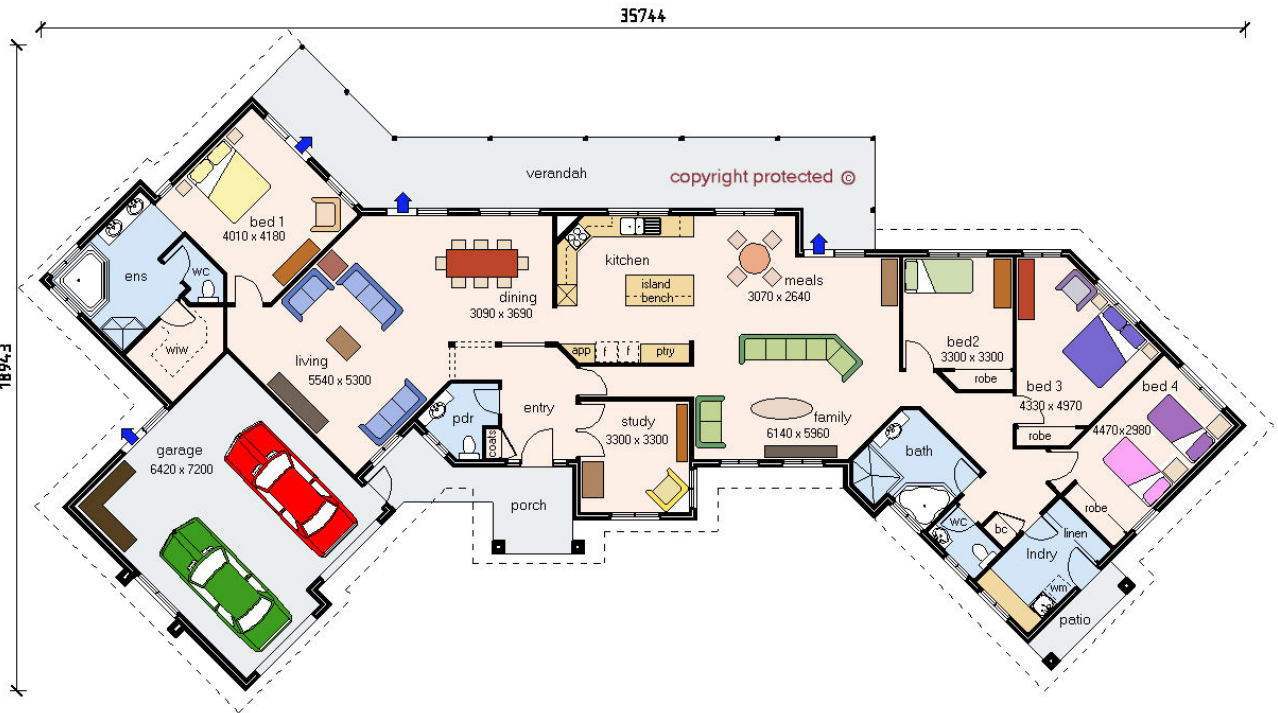 35744
18943
verandah
copyright protected ©
bed 1
4010 x 4180
ens
wc
wiw
living
5540 x 5300
dining
3090 x 3690
kitchen
island
bench
meals
3070 x 2640
app
f
f
ptry
bed2
3300 x 3300
robe
bed 3
4330 x 4970
robe
bed 4
4470x2980
robe
garage
6420 x 7200
pdr
coats
entry
study
3300 x 3300
family
6140 x 5960
bath
porch
wc
bc
linen
lndry
wm
patio